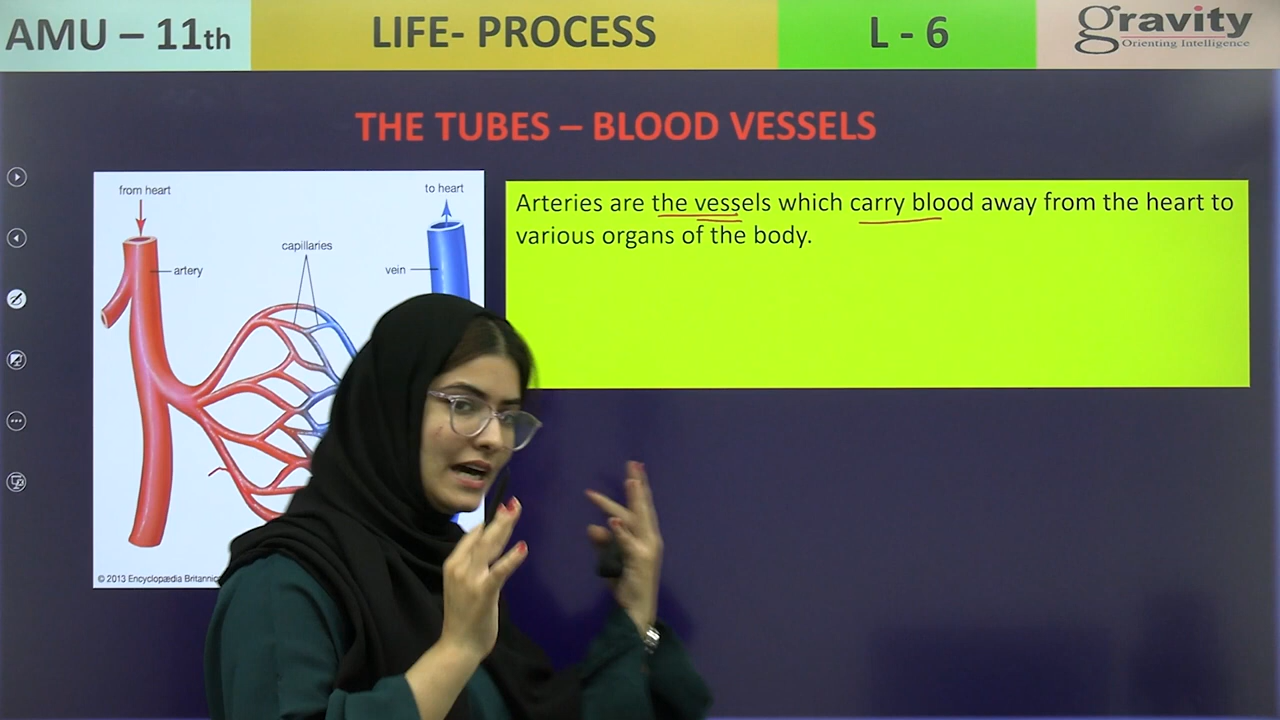 AMU – 11th
LIFE- PROCESS
L - 6
gravity
Orienting Intelligence
THE TUBES – BLOOD VESSELS
from heart
to heart
capillaries
artery
vein
Arteries are the vessels which carry blood away from the heart to
various organs of the body.
© 2013 Encyclopædia Britannic